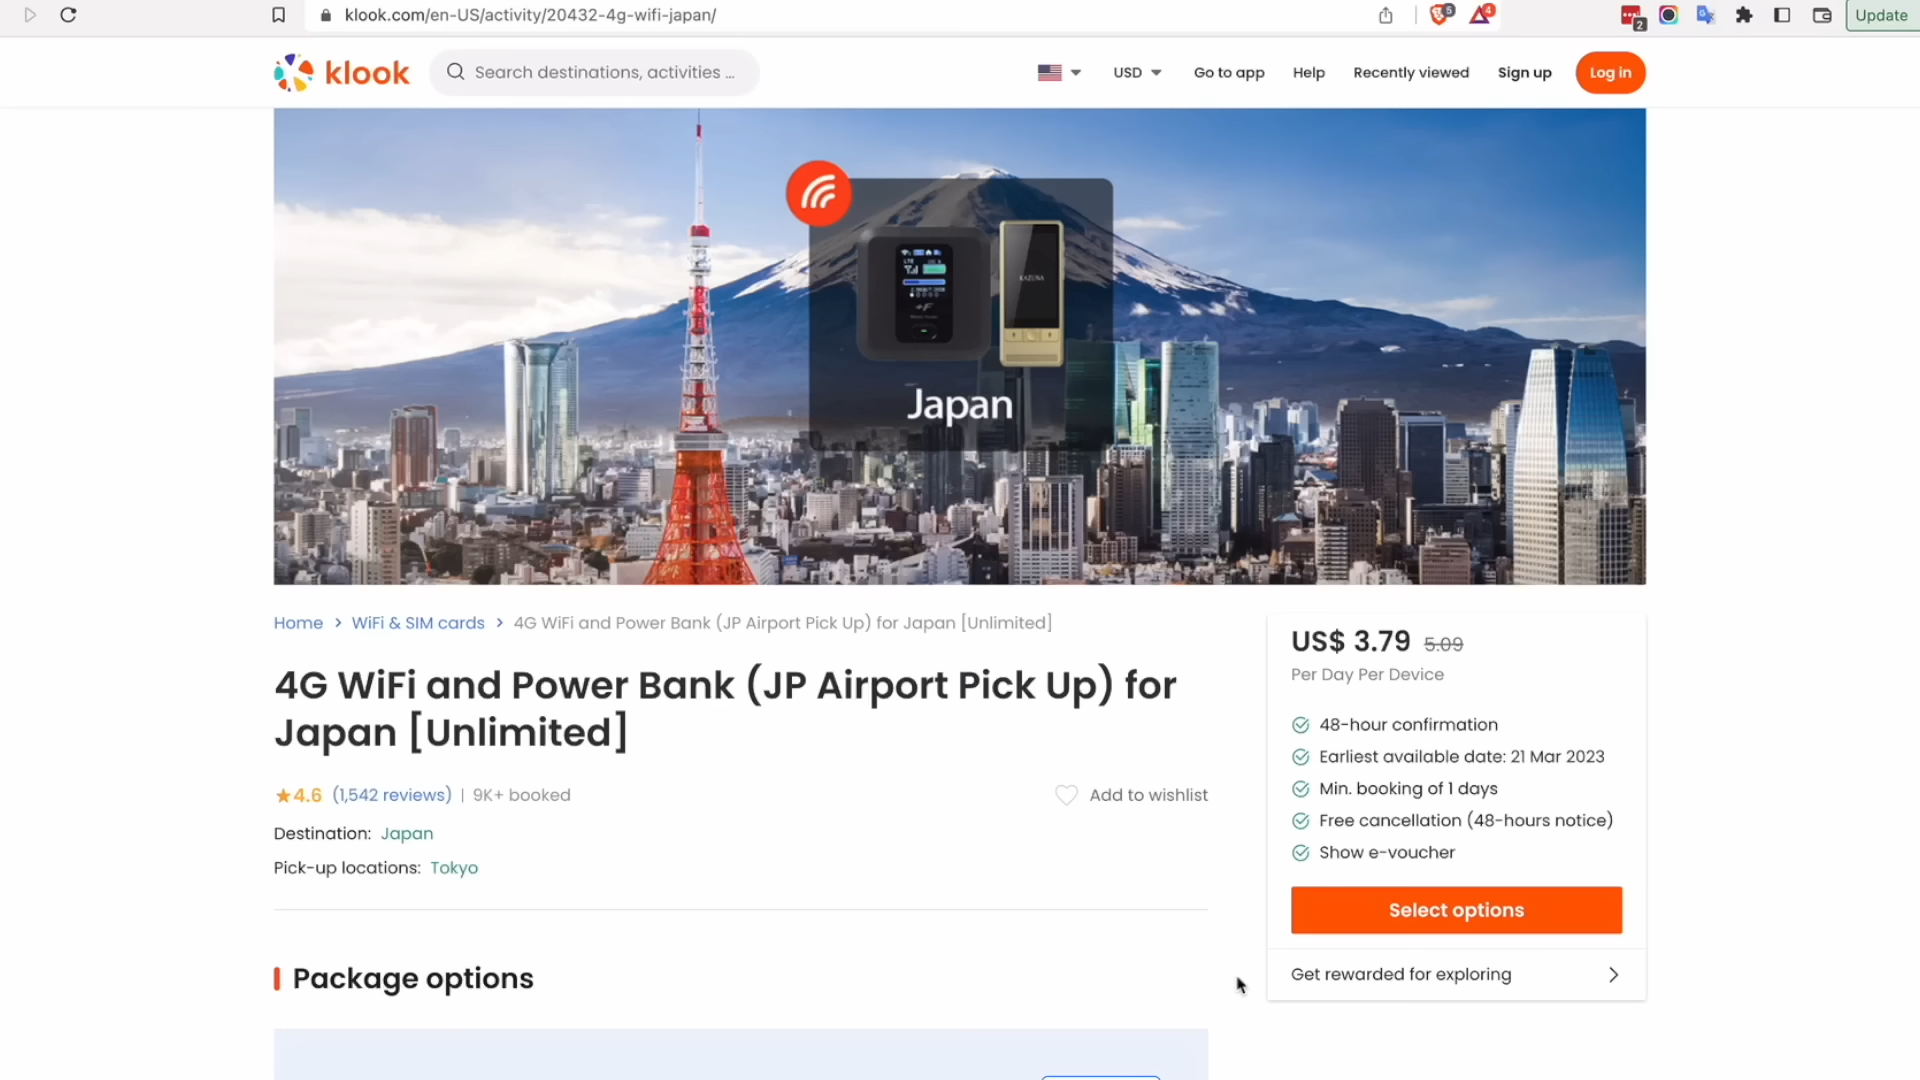 klook.com/en-US/activity/20432-4g-wifi-japan/
5
4
2
Update
klook
Search destinations, activities ...
USD
Go to app
Help
Recently viewed
Sign up
Log in
LTE
KAZUNA
Japan
Home > WiFi & SIM cards > 4G WiFi and Power Bank (JP Airport Pick Up) for Japan [Unlimited]
4G WiFi and Power Bank (JP Airport Pick Up) for
Japan [Unlimited]
4.6 (1,542 reviews) | 9K+ booked
Add to wishlist
Destination: Japan
Pick-up locations: Tokyo
Package options
US$ 3.79 5.09
Per Day Per Device
48-hour confirmation
Earliest available date: 21 Mar 2023
Min. booking of 1 days
Free cancellation (48-hours notice)
Show e-voucher
Select options
Get rewarded for exploring